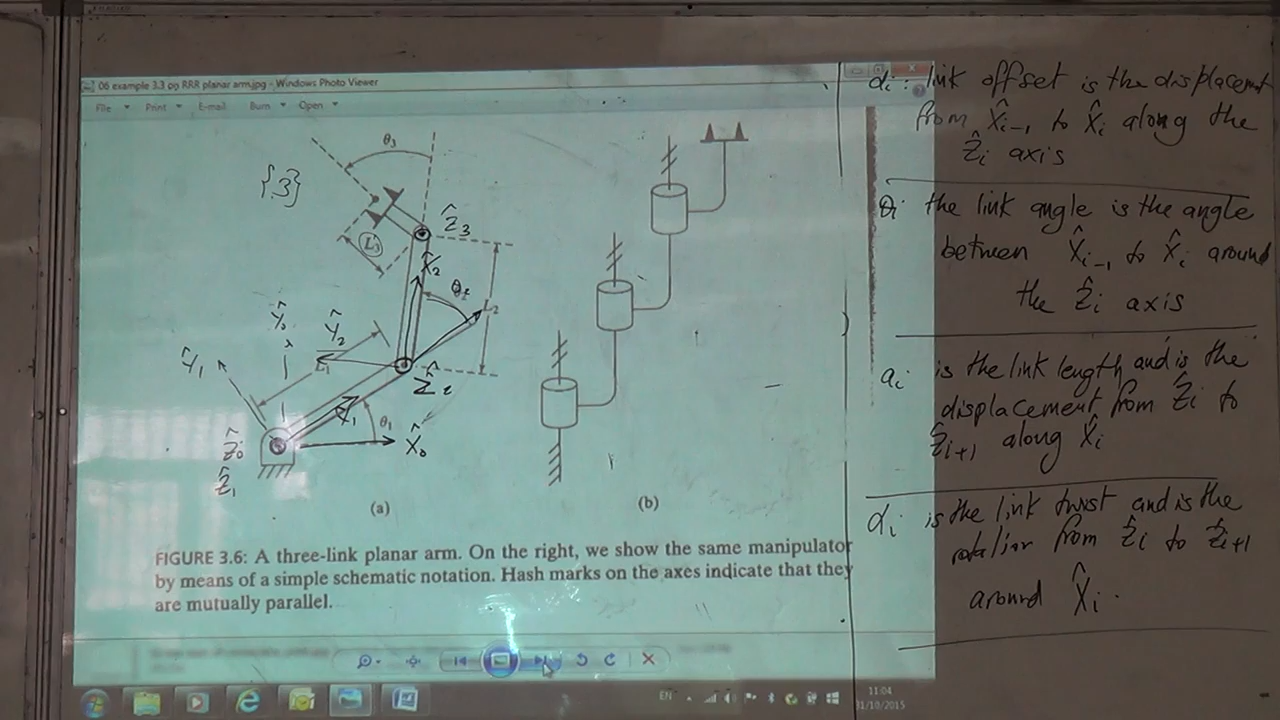 06 example 3.3 pg RRR planar arm.jpg - Windows Photo Viewer
File Print E-mail Burn Open
{3}
θ3
L3
Ẑ3
X̂2
θ2
L2
Ŷ2
L1
Ŷ1
Ẑ2
X̂1
θ1
X̂0
Ẑ0
Ẑ1
(a)
(b)
FIGURE 3.6: A three-link planar arm. On the right, we show the same manipulator
by means of a simple schematic notation. Hash marks on the axes indicate that they
are mutually parallel.
EN
11:04
31/10/2015
di: link offset is the displacement
from X̂i-1 to X̂i along the
Ẑi axis
θi the link angle is the angle
between X̂i-1 to X̂i around
the Ẑi axis
ai is the link length and is the
displacement from Ẑi to
Ẑi+1 along X̂i
αi is the link twist and is the
rotation from Ẑi to Ẑi+1
around X̂i.